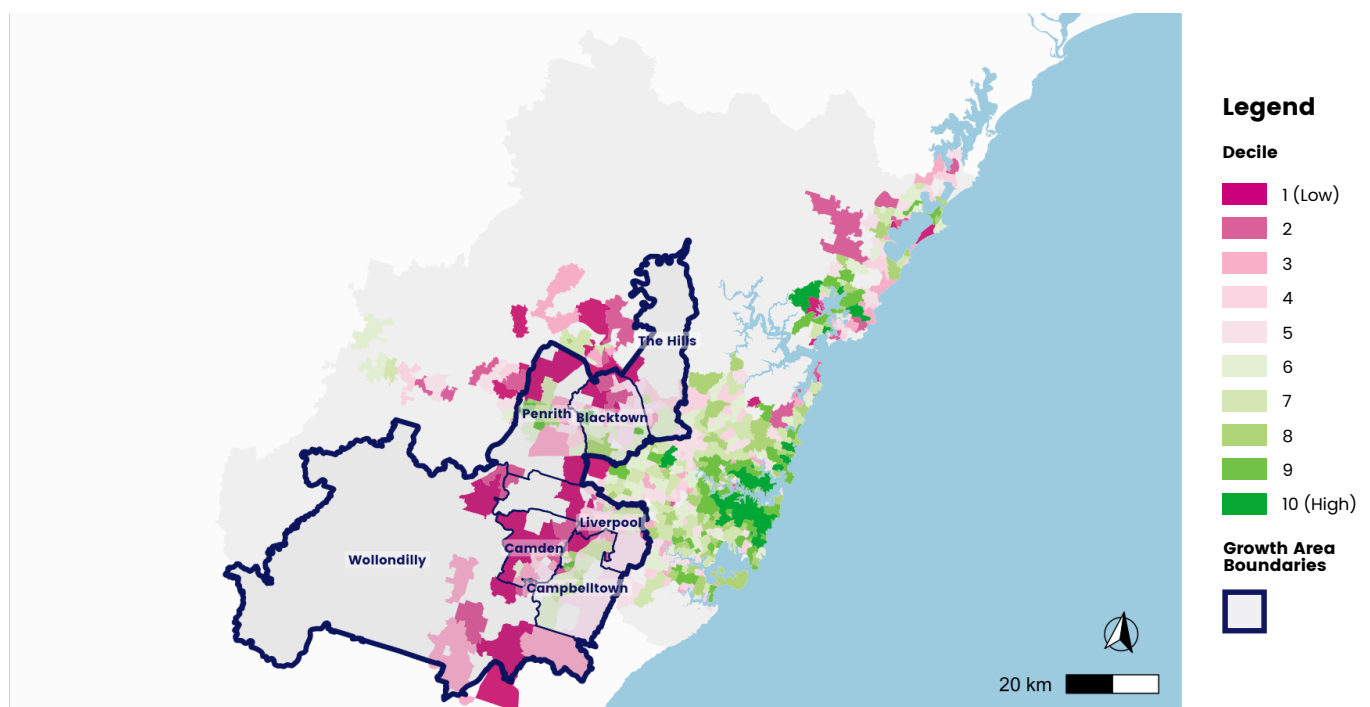 The Hills
Penrith
Blacktown
Liverpool
Camden
Wollondilly
Campbelltown
20 km
Legend
Decile
1 (Low)
2
3
4
5
6
7
8
9
10 (High)
Growth Area
Boundaries